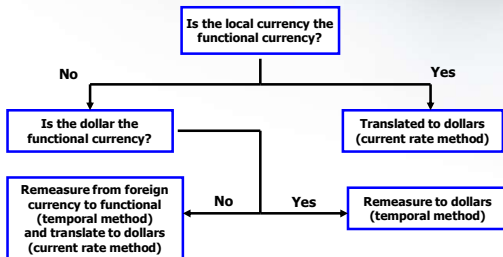 Is the local currency the
functional currency?
No
Yes
Is the dollar the
functional currency?
Translated to dollars
(current rate method)
Remeasure from foreign
currency to functional
(temporal method)
and translate to dollars
(current rate method)
No
Yes
Remeasure to dollars
(temporal method)